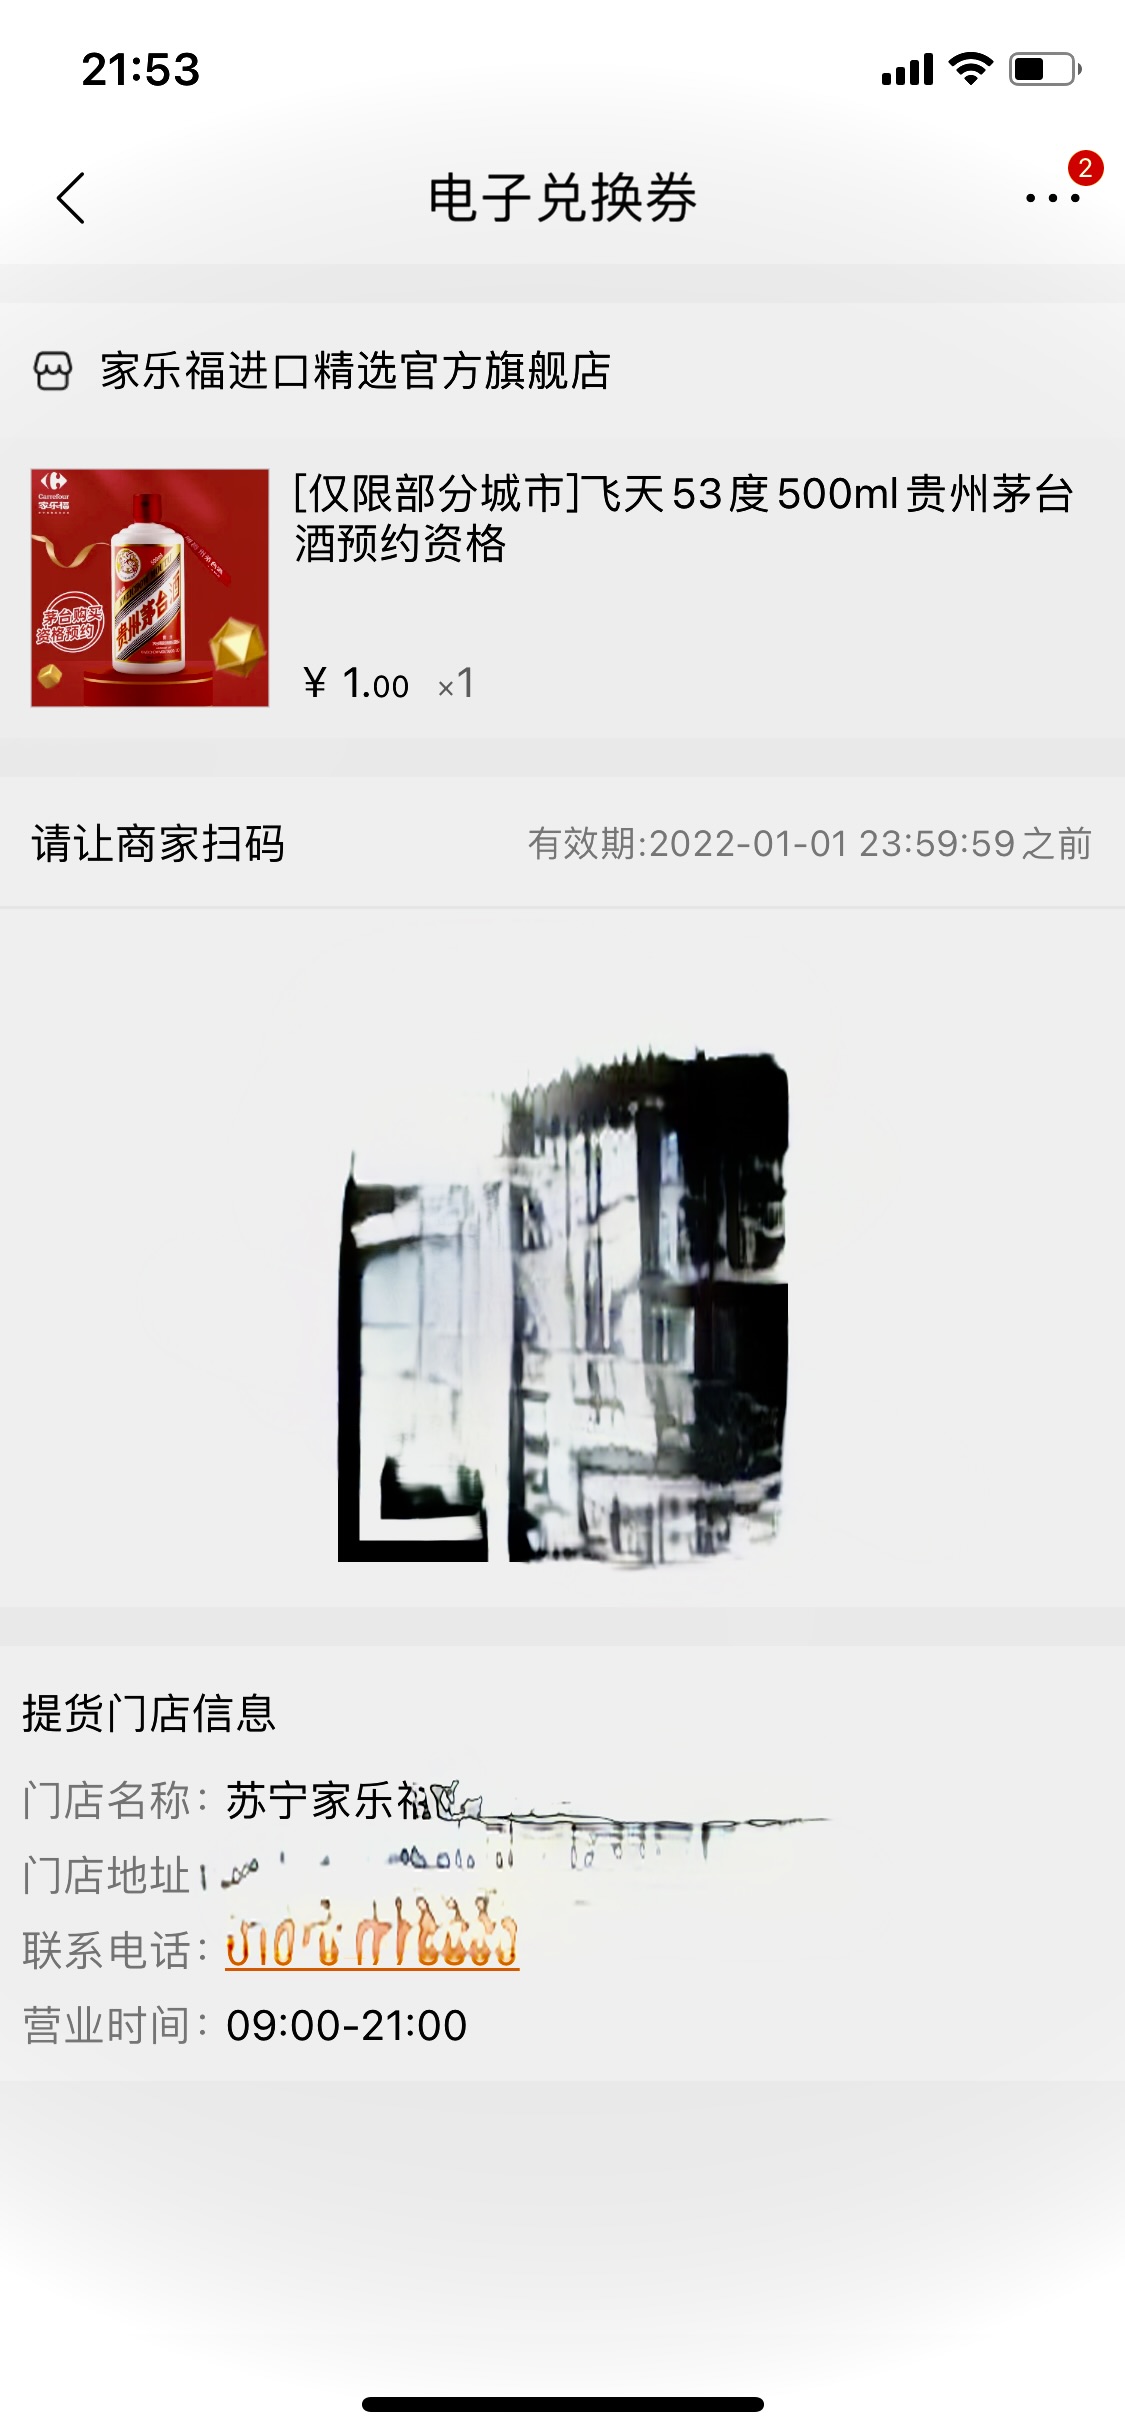 21:53
电子兑换券
2
家乐福进口精选官方旗舰店
Carrefour
家乐福
茅台购买
资格预约
贵州茅台酒
500ml
[仅限部分城市]飞天53度500ml贵州茅台
酒预约资格
¥ 1.00 ×1
请让商家扫码
有效期:2022-01-01 23:59:59之前
提货门店信息
门店名称: 苏宁家乐
门店地址
联系电话:
营业时间: 09:00-21:00